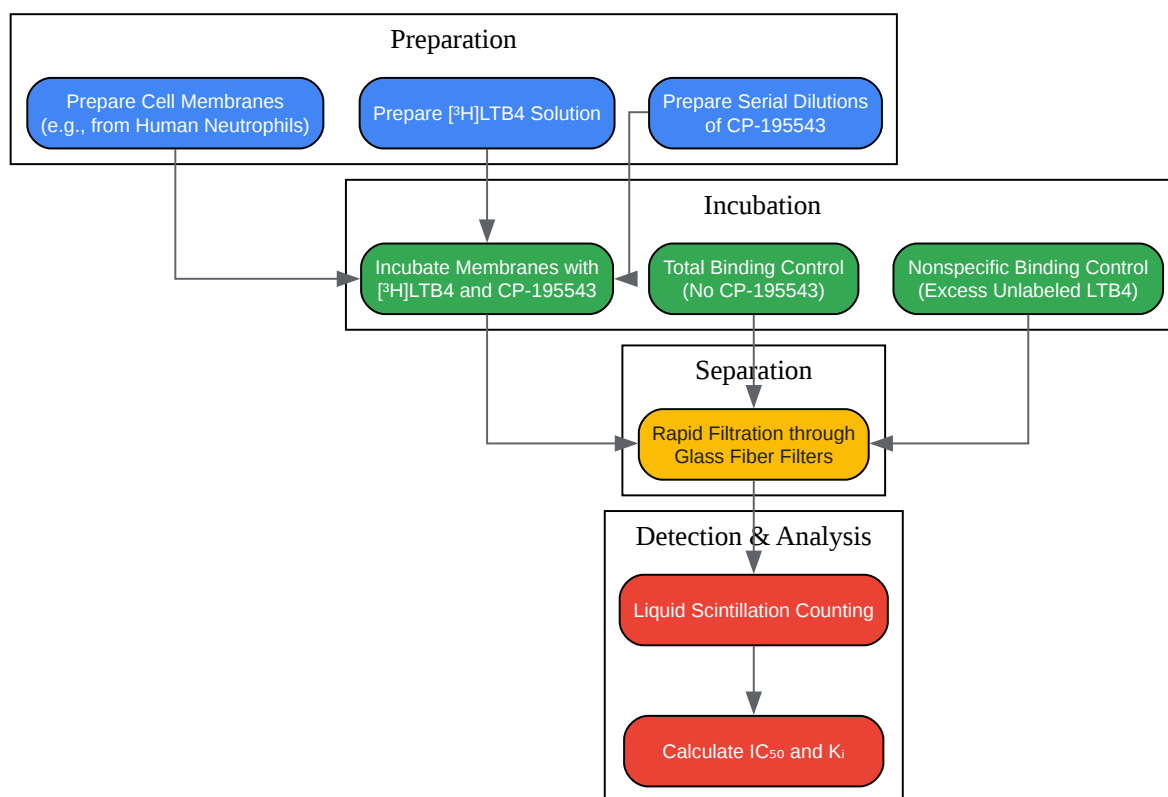 Preparation
Prepare Cell Membranes
(e.g., from Human Neutrophils)
Prepare [³H]LTB4 Solution
Prepare Serial Dilutions
of CP-195543
Incubation
Incubate Membranes with
[³H]LTB4 and CP-195543
Total Binding Control
(No CP-195543)
Nonspecific Binding Control
(Excess Unlabeled LTB4)
Separation
Rapid Filtration through
Glass Fiber Filters
Detection & Analysis
Liquid Scintillation Counting
Calculate IC₅₀ and Kᵢ